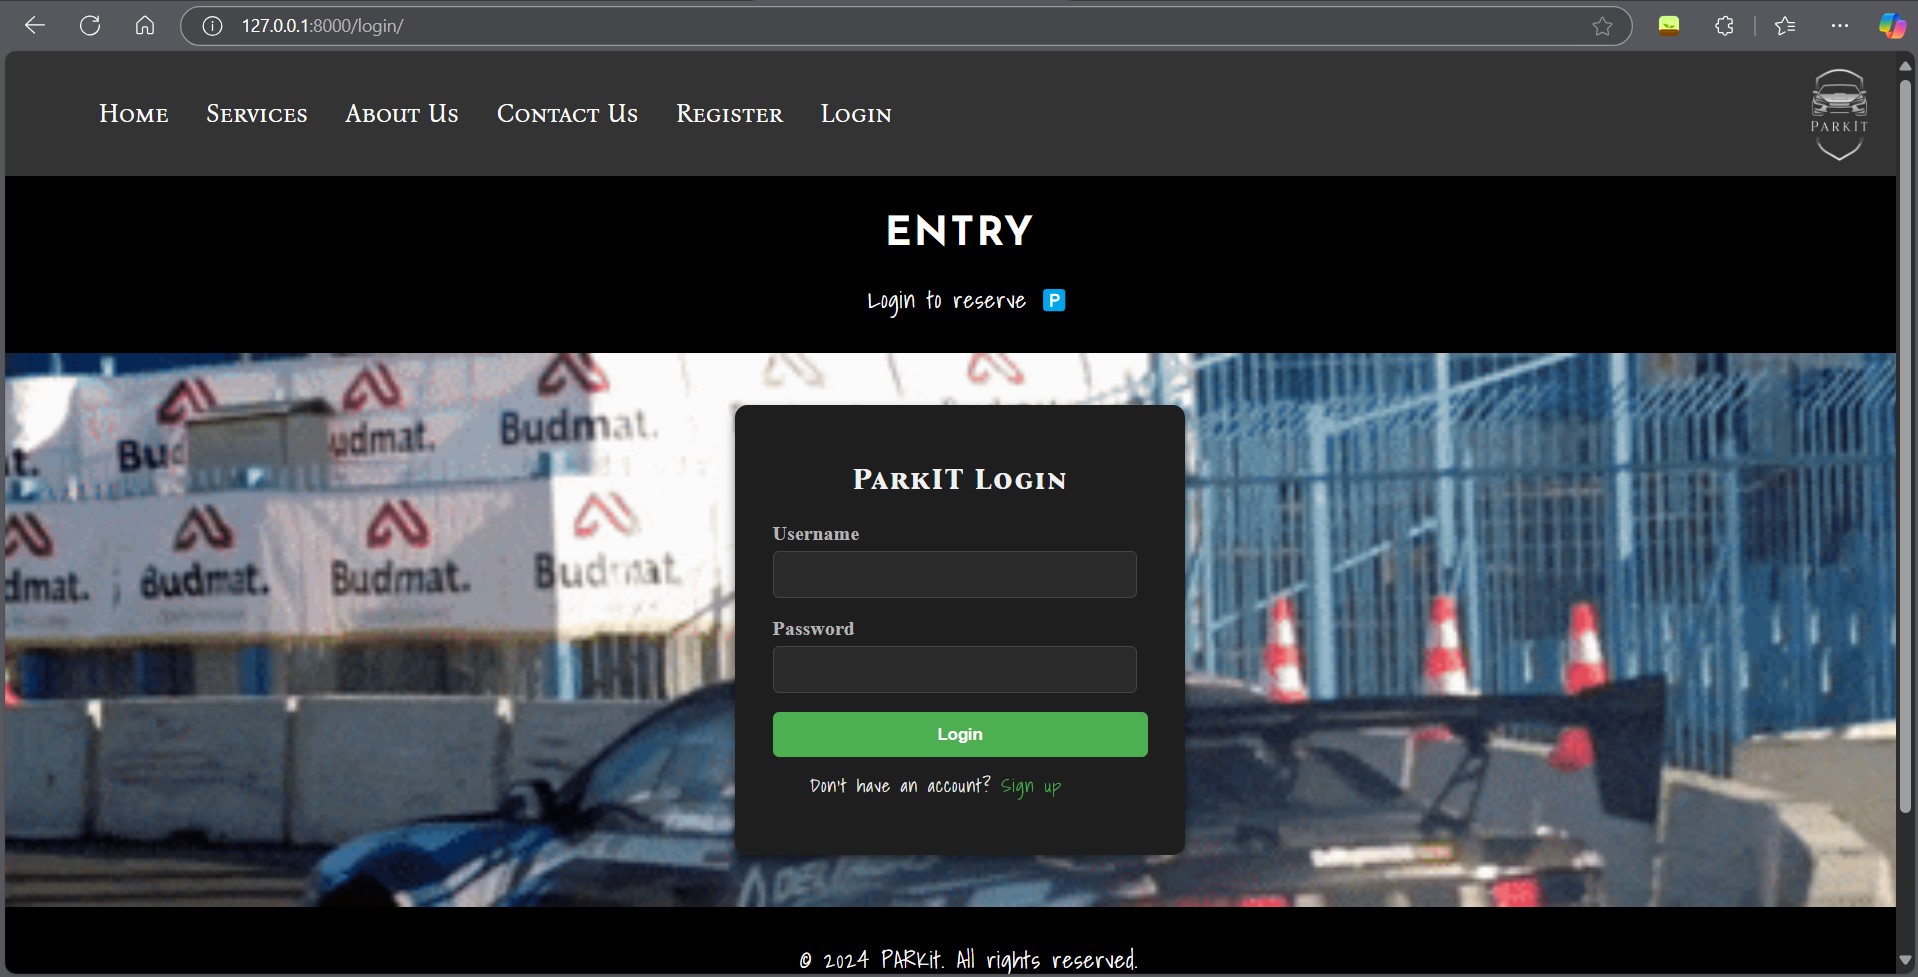 127.0.0.1:8000/login/
Home Services About Us Contact Us Register Login
ParkIt
ENTRY
Login to reserve 🅿
Budmat.
udmat.
Budmat.
dmat. Budmat. Budmat. Budmat.
ParkIT Login
Username
Password
Login
Don't have an account? Sign up
© 2024 PARKit. All rights reserved.